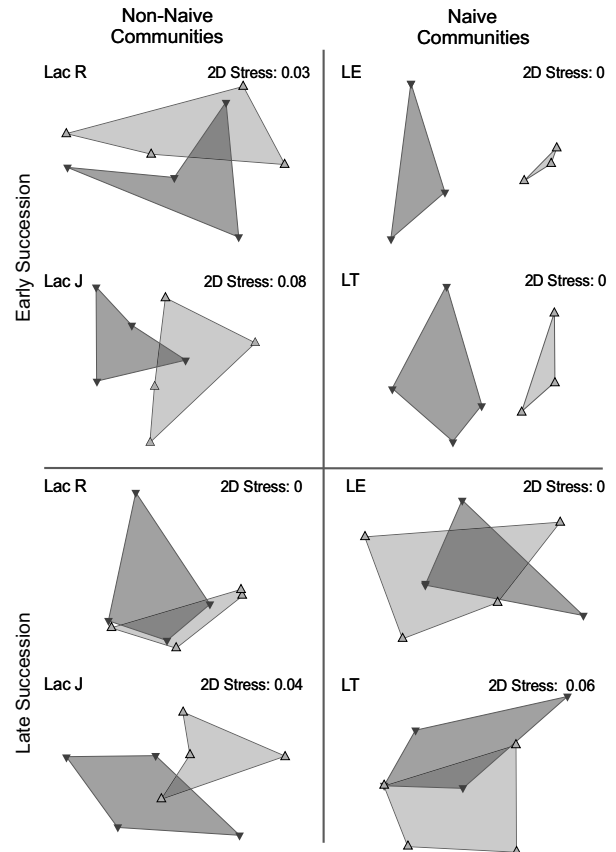 Non-Naive
Communities
Naive
Communities
Early Succession
Lac R
2D Stress: 0.03
LE
2D Stress: 0
Lac J
2D Stress: 0.08
LT
2D Stress: 0
Late Succession
Lac R
2D Stress: 0
LE
2D Stress: 0
Lac J
2D Stress: 0.04
LT
2D Stress: 0.06